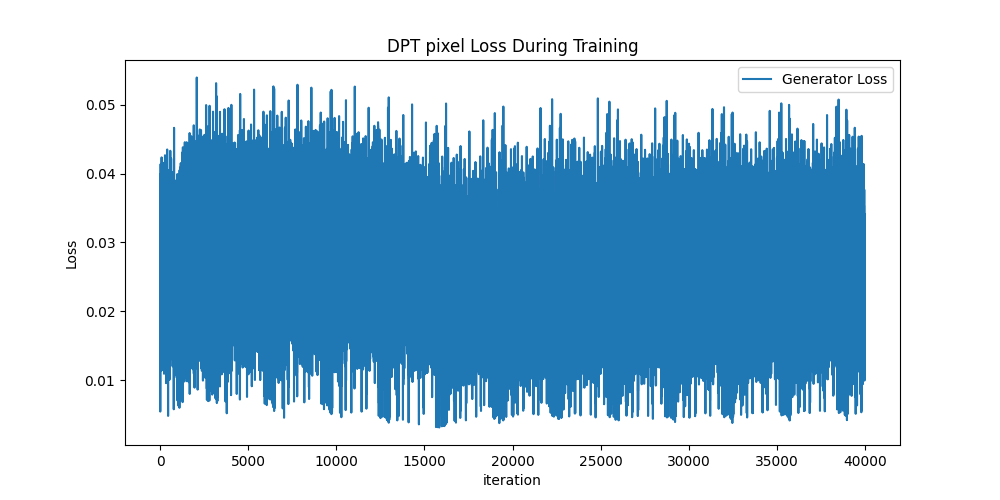 DPT pixel Loss During Training
Generator Loss
0.05
0.04
0.03
0.02
0.01
Loss
0 5000 10000 15000 20000 25000 30000 35000 40000
iteration